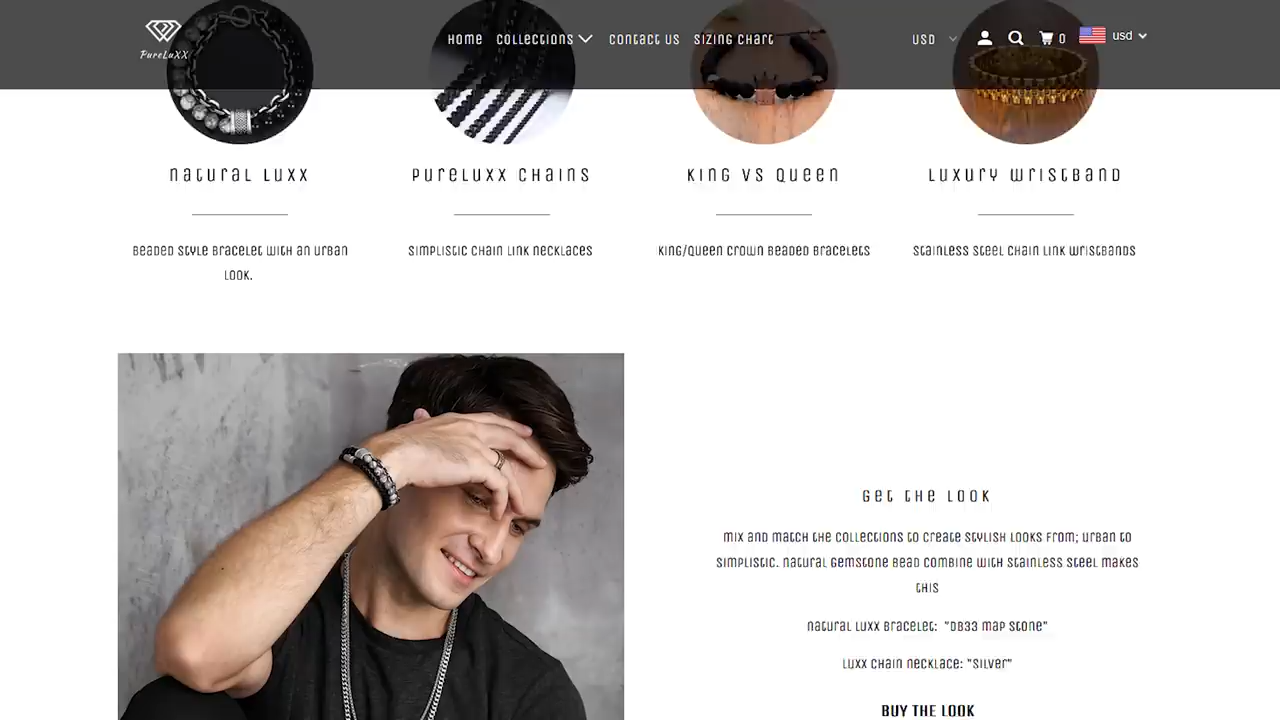 PureLuXX
Home Collections Contact us Sizing Chart USD 0 usd
Natural Luxx
PureLuxx Chains
King vs Queen
Luxury Wristband
Beaded style bracelet with an urban
look.
Simplistic chain link necklaces
King/Queen Crown Beaded Bracelets
Stainless Steel chain link wristbands
Get the look
Mix and match the collections to create stylish looks from; urban to
simplistic. Natural Gemstone bead combine with stainless steel makes
this
Natural Luxx Bracelet: "DB33 Map Stone"
Luxx chain necklace: "Silver"
BUY THE LOOK